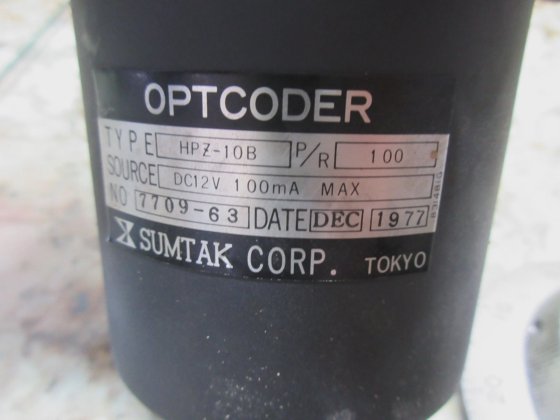 OPTCODER
TYPE HPZ-10B P/R 100
SOURCE DC12V 100mA MAX
NO 7709-63 DATE DEC 1977
SUMTAK CORP. TOKYO